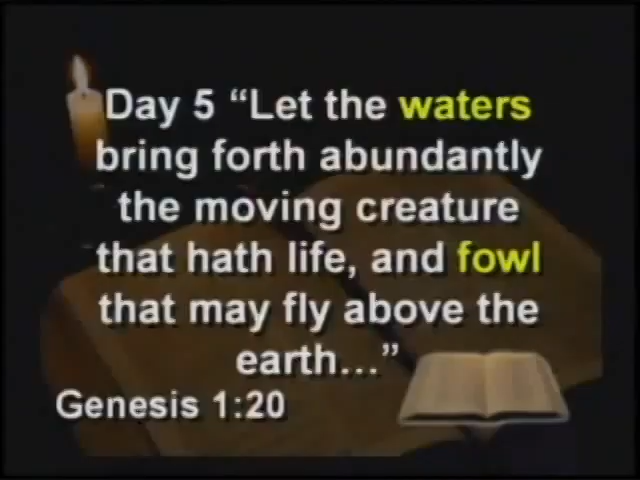 Day 5 “Let the waters
bring forth abundantly
the moving creature
that hath life, and fowl
that may fly above the
earth…”
Genesis 1:20